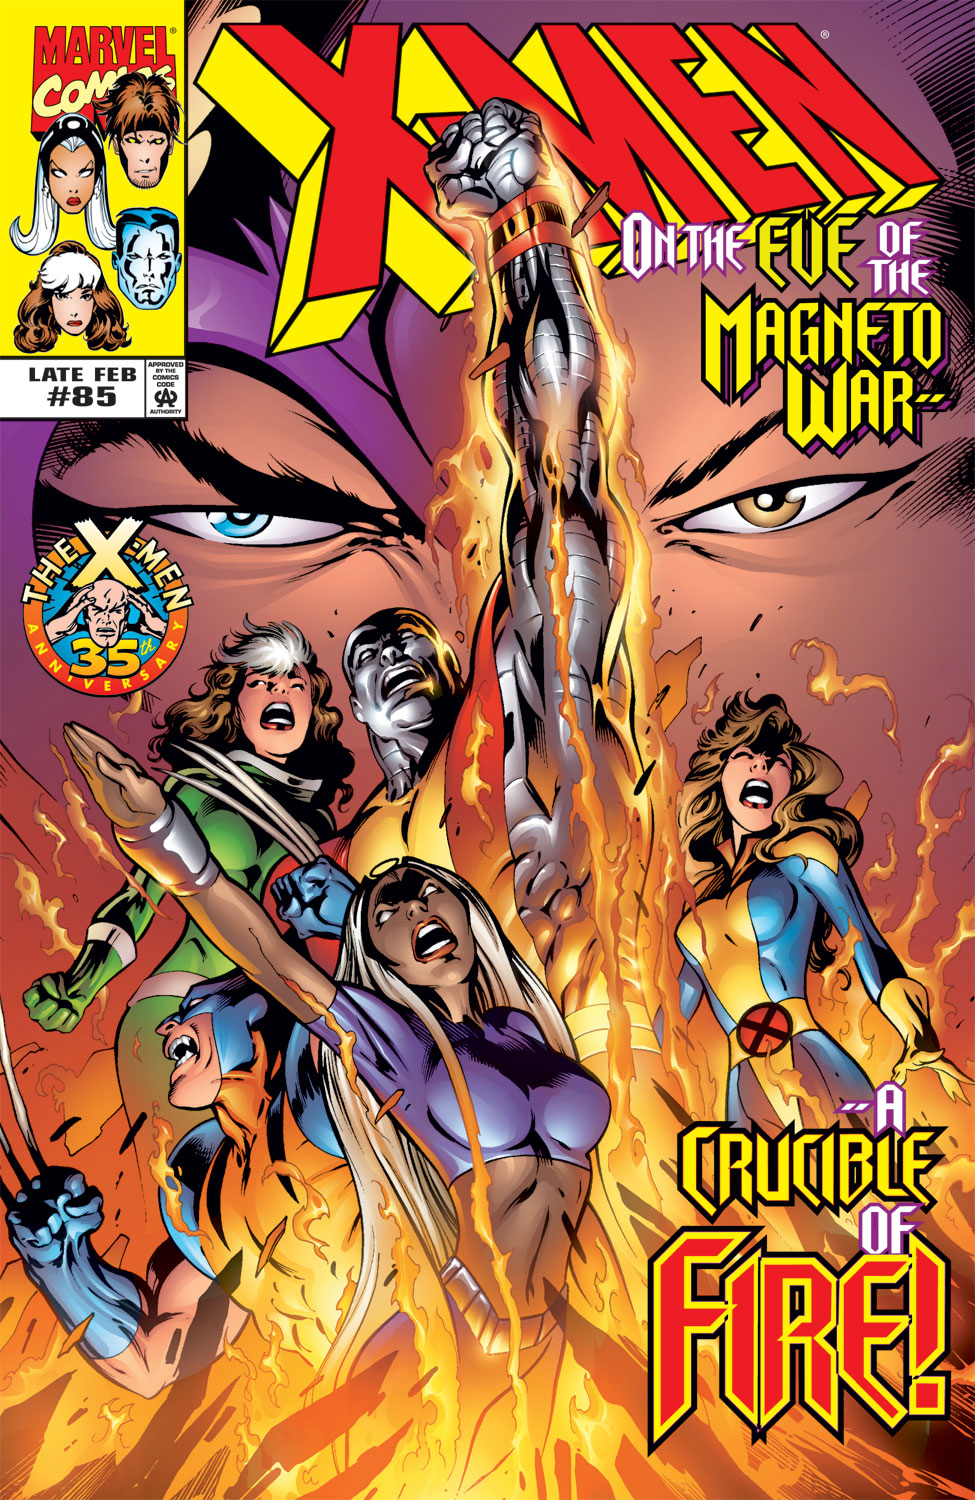 MARVEL
COMICS
X-MEN
ON THE EVE OF
THE
MAGNETO
WAR--
LATE FEB
#85
APPROVED
BY THE
COMICS
CODE
CA
AUTHORITY
THE X-MEN
35th
ANNIVERSARY
--A
CRUCIBLE
OF
FIRE!